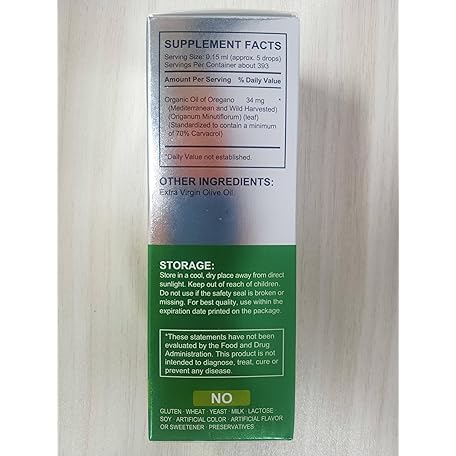 SUPPLEMENT FACTS
Serving Size: 0.15 ml (approx. 5 drops)
Servings Per Container about 393
Amount Per Serving % Daily Value
Organic Oil of Oregano 34 mg *
(Mediterranean and Wild Harvested)
(Origanum Minutiflorum) (leaf)
(Standardized to contain a minimum
of 70% Carvacrol)
*Daily Value not established.
OTHER INGREDIENTS:
Extra Virgin Olive Oil.
STORAGE:
Store in a cool, dry place away from direct
sunlight. Keep out of reach of children.
Do not use if the safety seal is broken or
missing. For best quality, use within the
expiration date printed on the package.
*These statements have not been
evaluated by the Food and Drug
Administration. This product is not
intended to diagnose, treat, cure or
prevent any disease.
NO
GLUTEN · WHEAT · YEAST · MILK · LACTOSE ·
SOY · ARTIFICIAL COLOR · ARTIFICIAL FLAVOR
OR SWEETENER · PRESERVATIVES